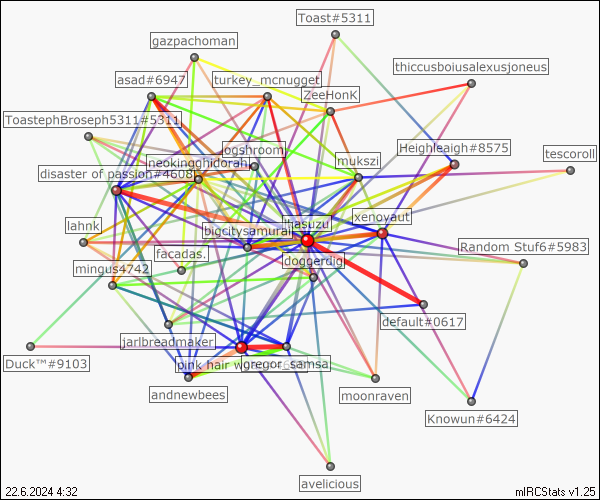 Toast#5311
gazpachoman
thiccusboiusalexusjoneus
asad#6947
turkey_mcnugget
ZeeHonK
ToastephBroseph5311#5311
jogshroom
Heighleaigh#8575
tescoroll
neokingghidorah
mukszi
disaster of passion#4608
lahnk
bigcitysamurai
ihasuzu
xenoyaut
Random Stuf6#5983
facadas.
doggerdig
mingus4742
default#0617
jarlbreadmaker
Duck™#9103
pink hair
gregor_samsa
andnewbees
moonraven
Knowun#6424
avelicious
22.6.2024 4:32
mIRCStats v1.25